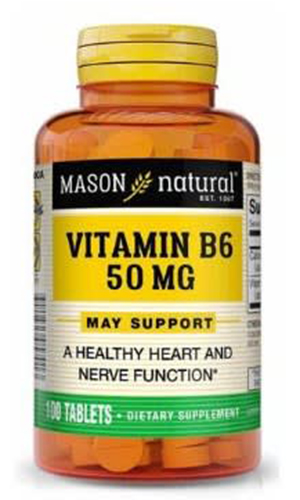 MASON natural®
EST. 1967
VITAMIN B6
50 MG
MAY SUPPORT
A HEALTHY HEART AND
NERVE FUNCTION*
100 TABLETS • DIETARY SUPPLEMENT